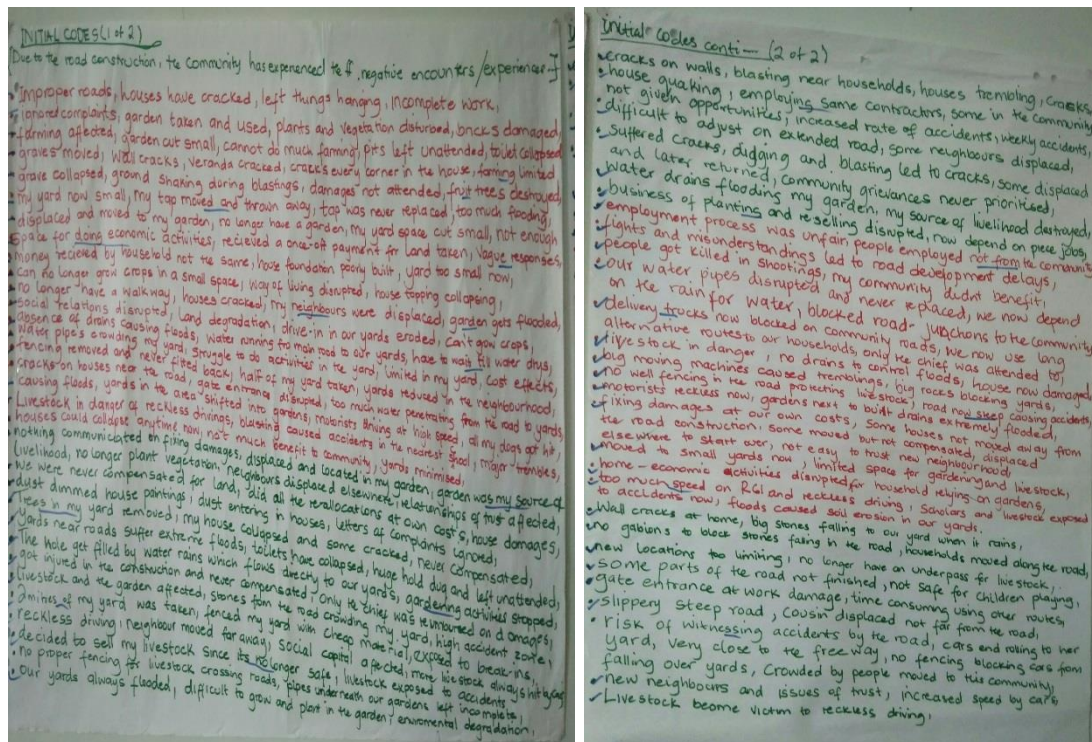 INITIAL CODES (1 of 2)
[Due to the road construction, the community has experienced the f. negative encounters/experiences:-]
• Improper roads, houses have cracked, left things hanging, incomplete work,
• Ignored complaints, garden taken and used, plants and vegetation disturbed, bricks damaged,
• farming affected, garden cut small, cannot do much farming, pits left unattended, toilet collapsed
• graves moved, wall cracks, veranda cracked, cracks every corner in the house, farming limited
• grave collapsed, ground shaking during blastings, damages not attended, fruit trees destroyed,
• my yard now small, my tap moved and thrown away, tap was never replaced, too much flooding,
• displaced and moved to my garden, no longer have a garden, my yard space cut small, not enough
space for doing economic activities, recieved a once-off payment for land taken, Vague responses,
money recieved by household not the same, house foundation poorly built, yard too small now,
• can no longer grow crops in a small space, way of living disrupted, house topping collapsing,
• no longer have a walkway, houses cracked, my neighbours were displaced, garden gets flooded,
• social relations disrupted, land degradation, drive-in in our yards eroded, Can't grow crops,
• absence of drains causing floods, water running from main road to our yards, have to wait till water drys,
• water pipes crowding my yard, struggle to do activities in the yard, limited in my yard, cost effects,
• fencing removed and never fitted back, half of my yard taken, yards reduced in the neighbourhood,
• cracks on houses near the road, gate entrance disrupted, too much water penetrating from the road to yards,
causing floods, yards in the area shifted into gardens, motorists driving at high speed, all my dogs got hit,
• Livestock in danger of reckless drivings, blasting caused accidents in the nearest school, major trembles,
• houses could collapse anytime now, not much benefit to community, yards minimised,
• nothing communicated on fixing damages, displaced and located in my garden, garden was my source of
livelihood, no longer plant vegetation, neighbours displaced elsewhere, relationships of trust affected,
• we were never compensated for land, did all the rerallocations at own costs, house damages,
• dust dimmed house paintings, dust entering in houses, letters of complaints ignored,
• Trees in my yard removed, my house collapsed and some cracked, never compensated,
• Yards near roads suffer extreme floods, toilets have collapsed, huge hold dug and left unattended,
• The hole get filled by water rains which flows directly to our yards, gardening activities stopped,
• got injured in the construction and never compensated, Only the chief was reimbursed on damages,
• livestock and the garden affected, stones from the road crowding my yard, high accident zone,
• 2mines of my yard was taken, fenced my yard with cheap material, exposed to break-ins,
• reckless driving, neighbour moved far away, social capital affected, more livestock always hit by cars,
• decided to sell my livestock since its no longer safe, livestock exposed to accidents
• no proper fencing for livestock crossing roads, pipes underneath our gardens left incomplete,
• Our yards always flooded, difficult to grow and plant in the garden, enviromental degradation,
Initial codes conti— (2 of 2)
cracks on walls, blasting near households, houses trembling,
house quaking, employing same contractors, some in the community
not given opportunities, increased rate of accidents, weekly accidents,
difficult to adjust on extended road, some neighbours displaced,
suffered cracks, digging and blasting led to cracks, some displaced
and later returned, community grievances never prioritised,
water drains flooding my garden, my source of livelihood destroyed,
business of planting and reselling disrupted, now depend on piece jobs,
employment process was unfair, people employed not from the community
fights and misunderstandings led to road development delays,
people got killed in shootings, my community didnt benefit,
our water pipes disrupted and never replaced, we now depend
on the rain for water, blocked road-junctions to the community
delivery trucks now blocked on community roads, we now use long
alternative routes to our households, only the chief was attended to,
livestock in danger, no drains to control floods, house now damaged
big moving machines caused tremblings, big rocks blocking yards,
no well fencing in the road protecting livestock, road now steep causing accidents,
motorists reckless now, gardens next to built drains extremely flooded,
fixing damages at our own costs, some houses not moved away from
the road construction, some moved but not compensated, displaced
elsewhere to start over, not easy to trust new neighbourhood,
moved to small yards now, limited space for gardening and livestock,
home-economic activities disrupted for household relying on gardens,
too much speed on R61 and reckless driving, scholars and livestock exposed
to accidents now, floods caused soil erosion in our yards,
wall cracks at home, big stones falling to our yard when it rains,
no gabions to block stones falling in the road, households moved along the road,
new locations too limiting, no longer have an underpass for livestock,
some parts of the road not finished, not safe for children playing,
gate entrance at work damage, time consuming using other routes,
slippery steep road, cousin displaced not far from the road,
risk of witnessing accidents by the road, cars end rolling to her
yard, very close to the freeway, no fencing blocking cars from
falling over yards, Crowded by people moved to this community,
new neighbours and issues of trust, increased speed by cars,
Livestock beome victim to reckless driving,